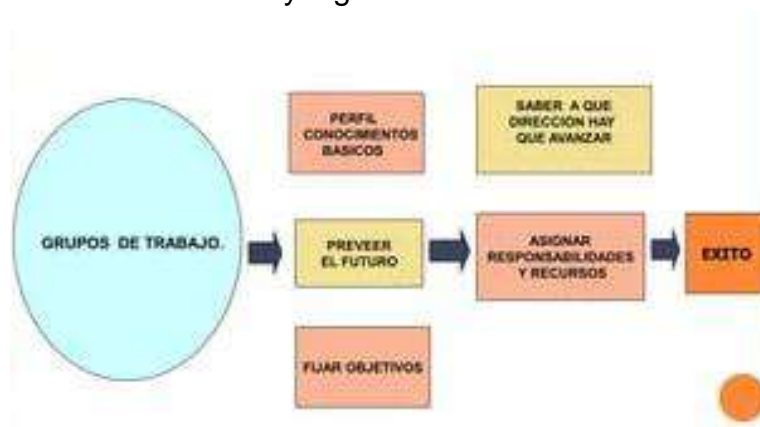 GRUPOS DE TRABAJO.
PERFIL
CONOCIMIENTOS
BASICOS
SABER A QUE
DIRECCION HAY
QUE AVANZAR
PREVEER
EL FUTURO
ASIGNAR
RESPONSABILIDADES
Y RECURSOS
EXITO
FIJAR OBJETIVOS